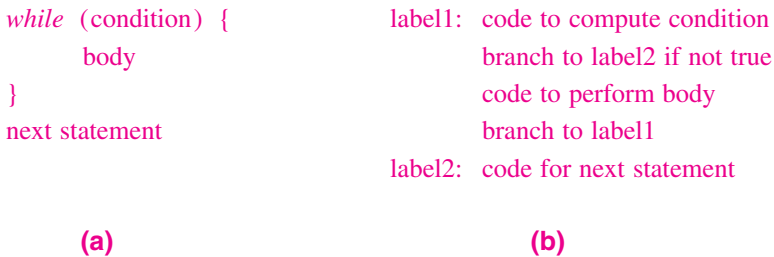 while (condition) {
body
}
next statement
(a)
label1: code to compute condition
branch to label2 if not true
code to perform body
branch to label1
label2: code for next statement
(b)